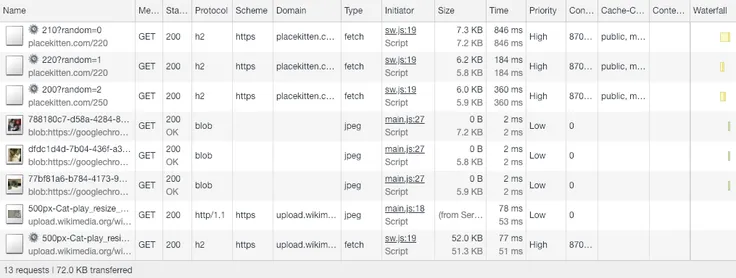 Name Me... Sta... Protocol Scheme Domain Type Initiator Size Time Priority Con... Cache-C... Conte... Waterfall
210?random=0 GET 200 h2 https placekitten.c... fetch sw.js:19 7.3 KB 846 ms High 870... public, m...
placekitten.com/220 Script 7.2 KB 846 ms
220?random=1 GET 200 h2 https placekitten.c... fetch sw.js:19 6.2 KB 184 ms High 870... public, m...
placekitten.com/220 Script 5.8 KB 184 ms
200?random=2 GET 200 h2 https placekitten.c... fetch sw.js:19 6.0 KB 360 ms High 870... public, m...
placekitten.com/250 Script 5.9 KB 360 ms
788180c7-d58a-4284-8... GET 200 blob jpeg main.js:27 0 B 2 ms Low 0
blob:https://googlechro... OK Script 7.2 KB 2 ms
dfdc1d4d-7b04-436f-a3... GET 200 blob jpeg main.js:27 0 B 2 ms Low 0
blob:https://googlechro... OK Script 5.8 KB 2 ms
77bf81a6-b784-4173-9... GET 200 blob jpeg main.js:27 0 B 2 ms Low 0
blob:https://googlechro... OK Script 5.9 KB 2 ms
500px-Cat-play_resize_... GET 200 http/1.1 https upload.wikim... jpeg main.js:18 (from Ser... 78 ms Low 0
upload.wikimedia.org/wi... Script 53 ms
500px-Cat-play_resi... GET 200 h2 https upload.wikim... fetch sw.js:19 52.0 KB 77 ms High 870...
upload.wikimedia.org/wi... Script 51.3 KB 51 ms
13 requests | 72.0 KB transferred